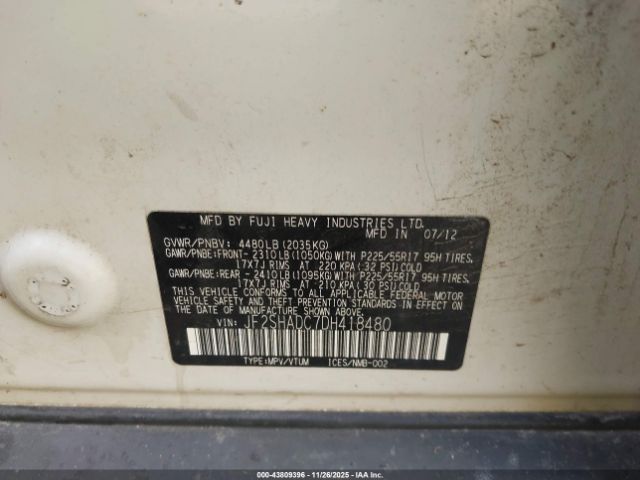 MFD BY FUJI HEAVY INDUSTRIES LTD.
MFD IN 07/12
GVWR/PNBV: 4480LB(2035KG)
GAWR/PNBE:FRONT- 2310LB(1050KG)WITH P225/55R17 95H TIRES.
17X7J RIMS AT 220 KPA(32 PSI)COLD
GAWR/PNBE:REAR - 2410LB(1095KG)WITH P225/55R17 95H TIRES.
17X7J RIMS AT 210 KPA(30 PSI)COLD
THIS VEHICLE CONFORMS TO ALL APPLICABLE FEDERAL MOTOR
VEHICLE SAFETY STANDARDS IN EFFECT ON THE DATE OF
MANUFACTURE SHOWN ABOVE.
VIN: JF2SHADC7DH418480
TYPE:MPV/VTUM ICES/NMB-002
000-43809396 - 11/26/2025 - © IAA Holdings, LLC